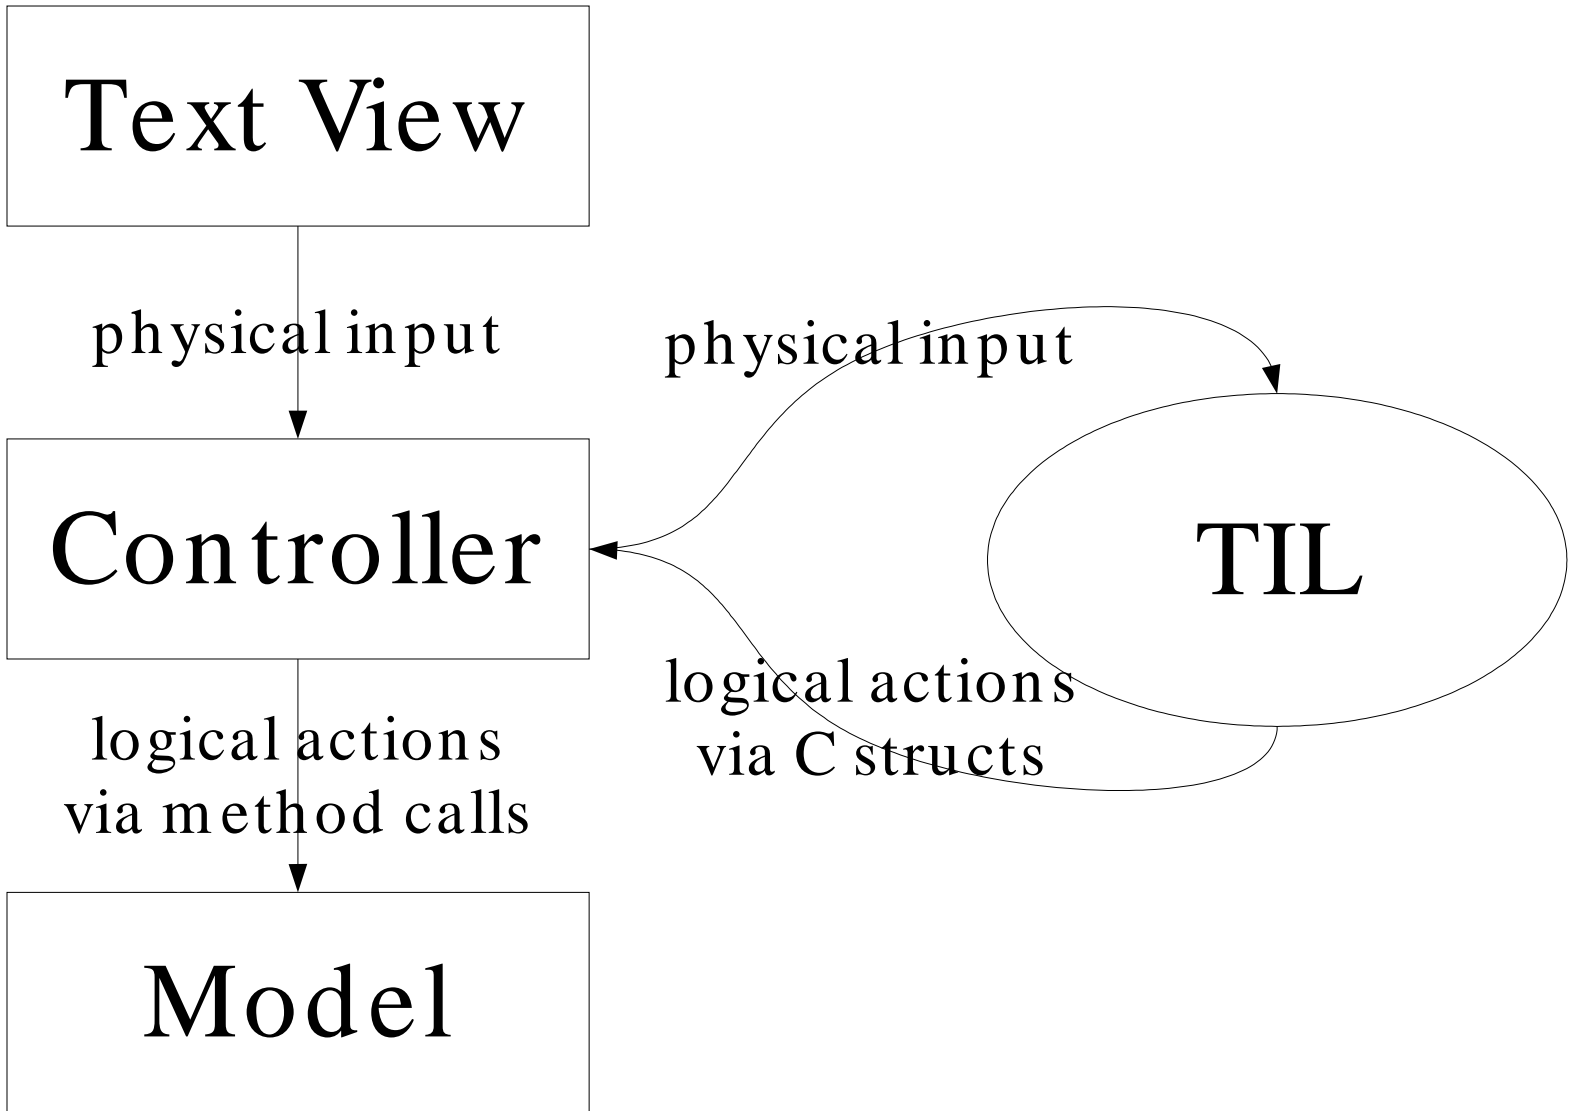 Text View
physical input
physical input
Controller
TIL
logical actions
via C structs
logical actions
via method calls
Model